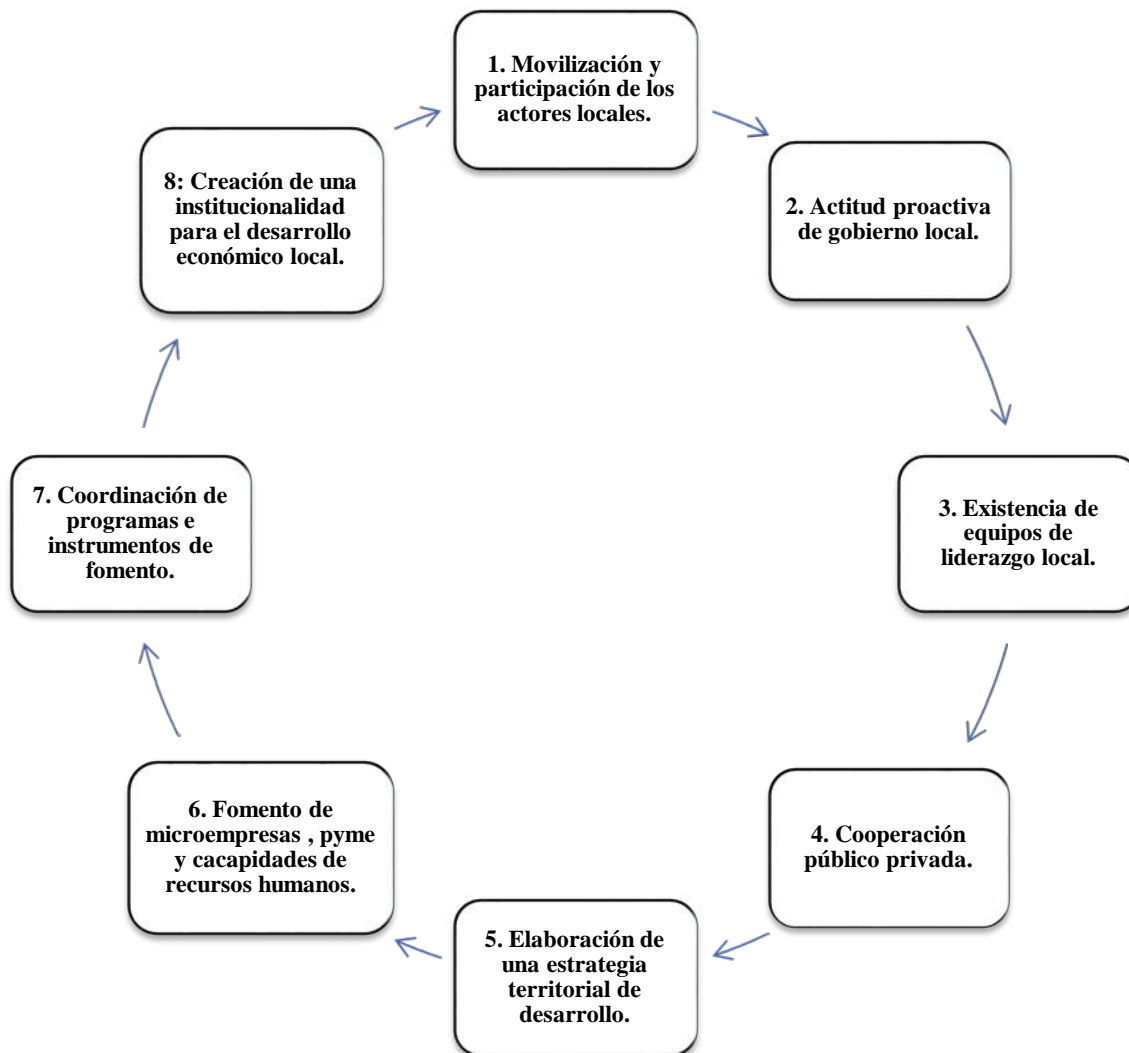 1. Movilización y
participación de los
actores locales.
2. Actitud proactiva
de gobierno local.
3. Existencia de
equipos de
liderazgo local.
4. Cooperación
público privada.
5. Elaboración de
una estrategia
territorial de
desarrollo.
6. Fomento de
microempresas , pyme
y cacapidades de
recursos humanos.
7. Coordinación de
programas e
instrumentos de
fomento.
8: Creación de una
institucionalidad
para el desarrollo
económico local.